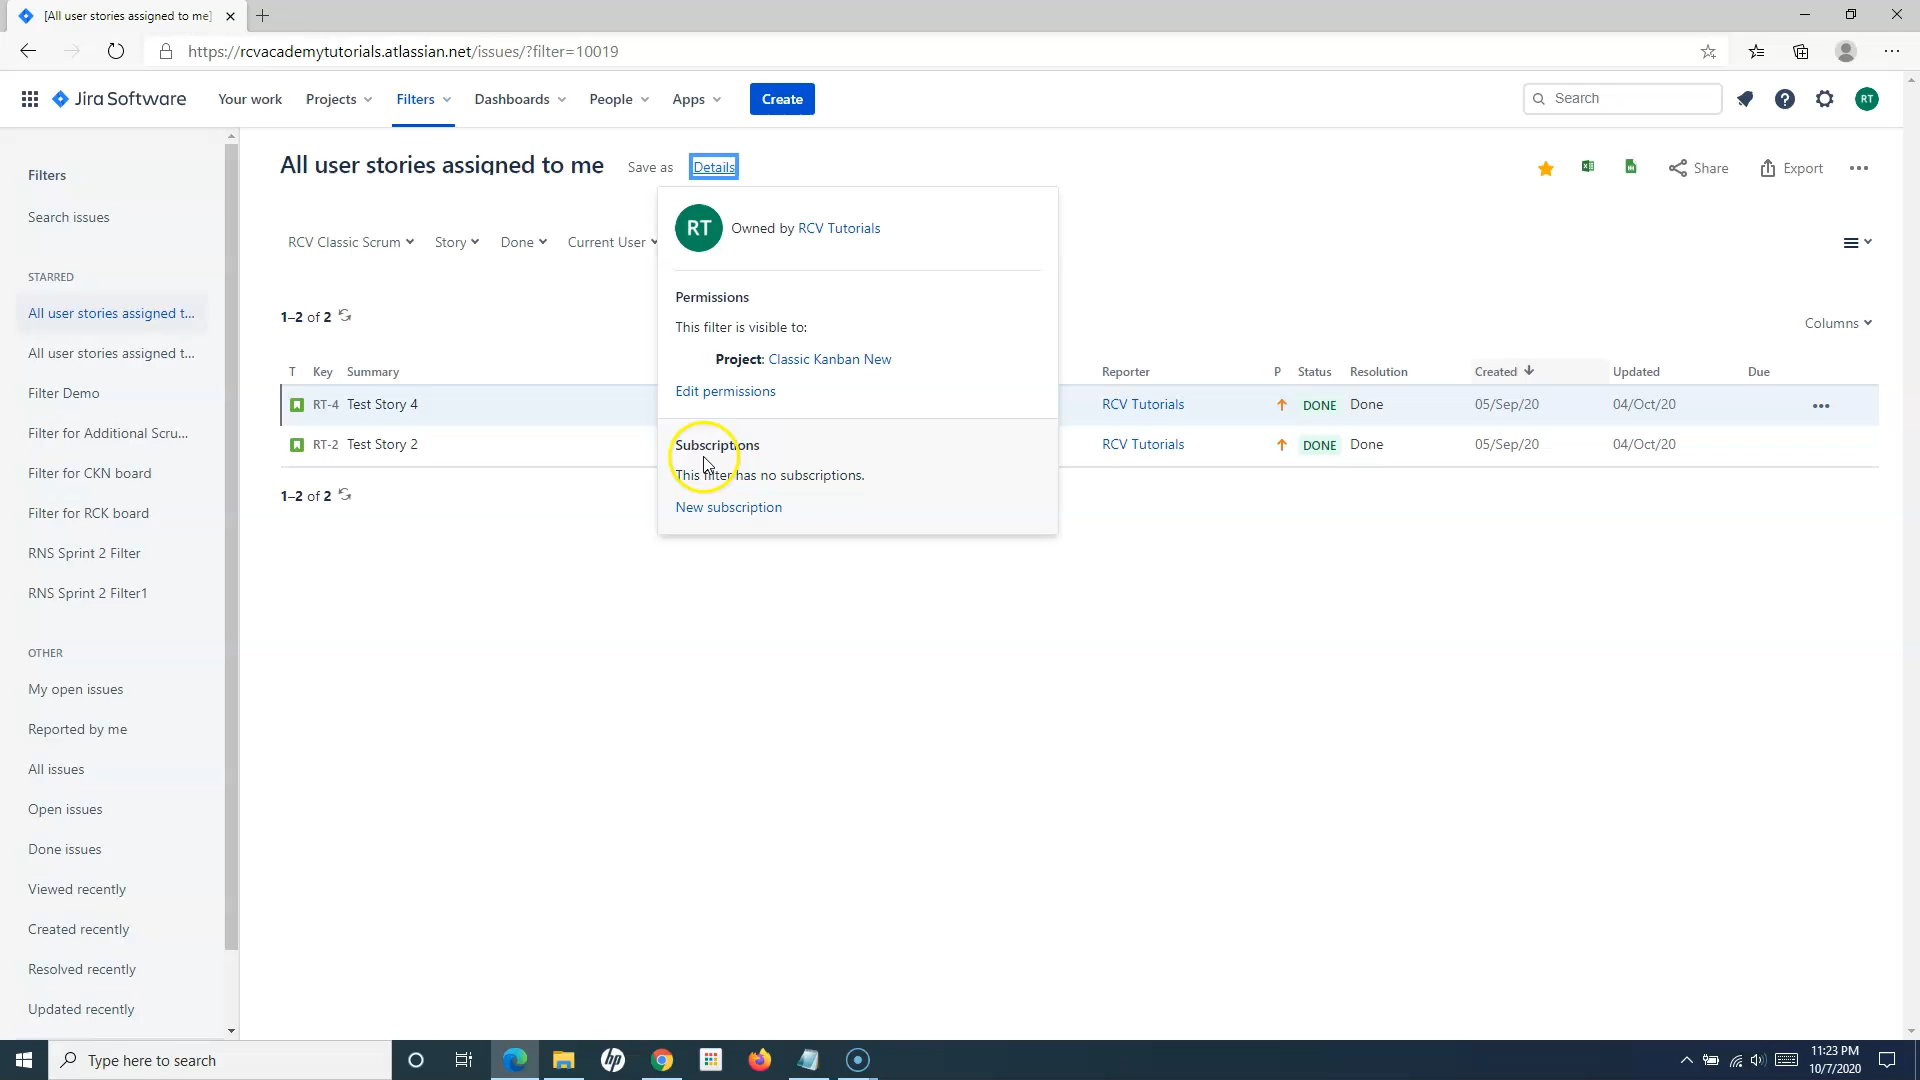 [All user stories assigned to me]
https://rcvacademytutorials.atlassian.net/issues/?filter=10019
Jira Software Your work Projects Filters Dashboards People Apps Create Search RT
Filters
Search issues
STARRED
All user stories assigned t...
All user stories assigned t...
Filter Demo
Filter for Additional Scru...
Filter for CKN board
Filter for RCK board
RNS Sprint 2 Filter
RNS Sprint 2 Filter1
OTHER
My open issues
Reported by me
All issues
Open issues
Done issues
Viewed recently
Created recently
Resolved recently
Updated recently
All user stories assigned to me Save as Details Share Export
RCV Classic Scrum Story Done Current User
1–2 of 2
Columns
T Key Summary Reporter P Status Resolution Created Updated Due
RT-4 Test Story 4 RCV Tutorials DONE Done 05/Sep/20 04/Oct/20
RT-2 Test Story 2 RCV Tutorials DONE Done 05/Sep/20 04/Oct/20
1–2 of 2
RT Owned by RCV Tutorials
Permissions
This filter is visible to:
Project: Classic Kanban New
Edit permissions
Subscriptions
This filter has no subscriptions.
New subscription
Type here to search
hp
11:23 PM
10/7/2020